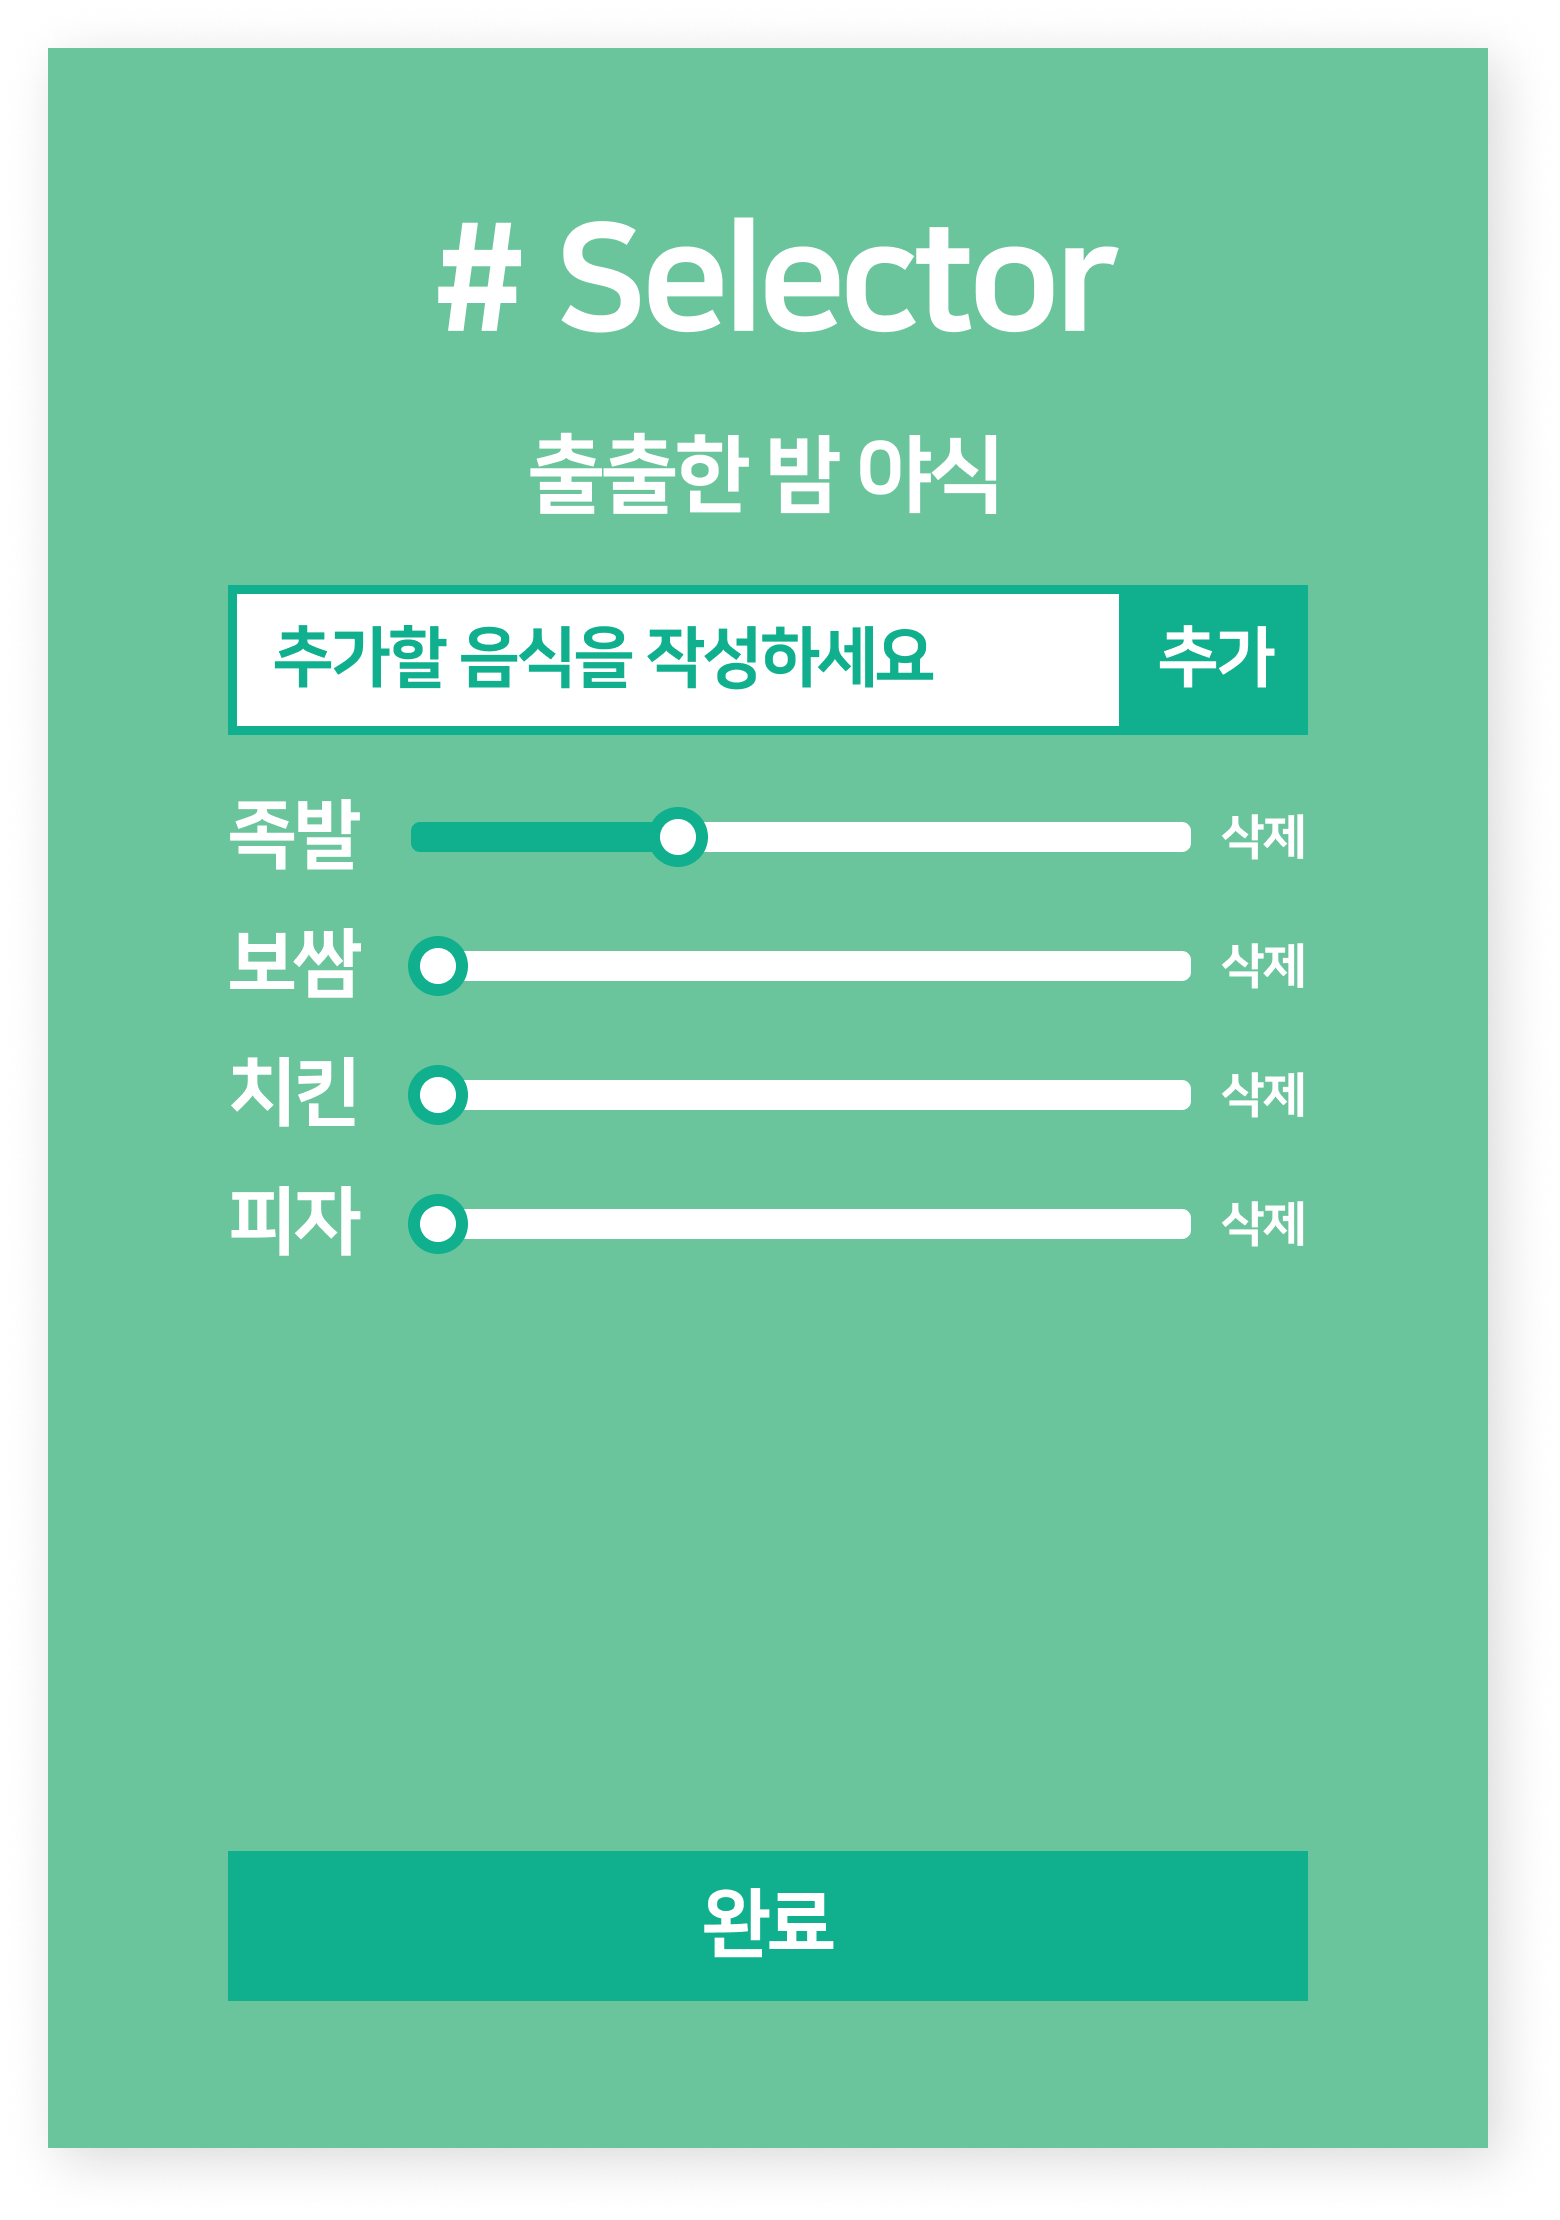 # Selector
출출한 밤 야식
추가할 음식을 작성하세요 추가
족발 삭제
보쌈 삭제
치킨 삭제
피자 삭제
완료